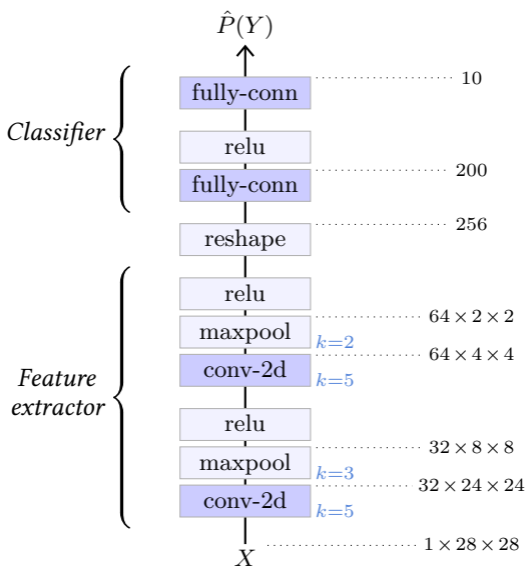 P̂(Y)
fully-conn
10
Classifier
relu
fully-conn
200
reshape
256
relu
maxpool
k=2
64 × 2 × 2
conv-2d
k=5
64 × 4 × 4
Feature
extractor
relu
maxpool
k=3
32 × 8 × 8
conv-2d
k=5
32 × 24 × 24
X
1 × 28 × 28